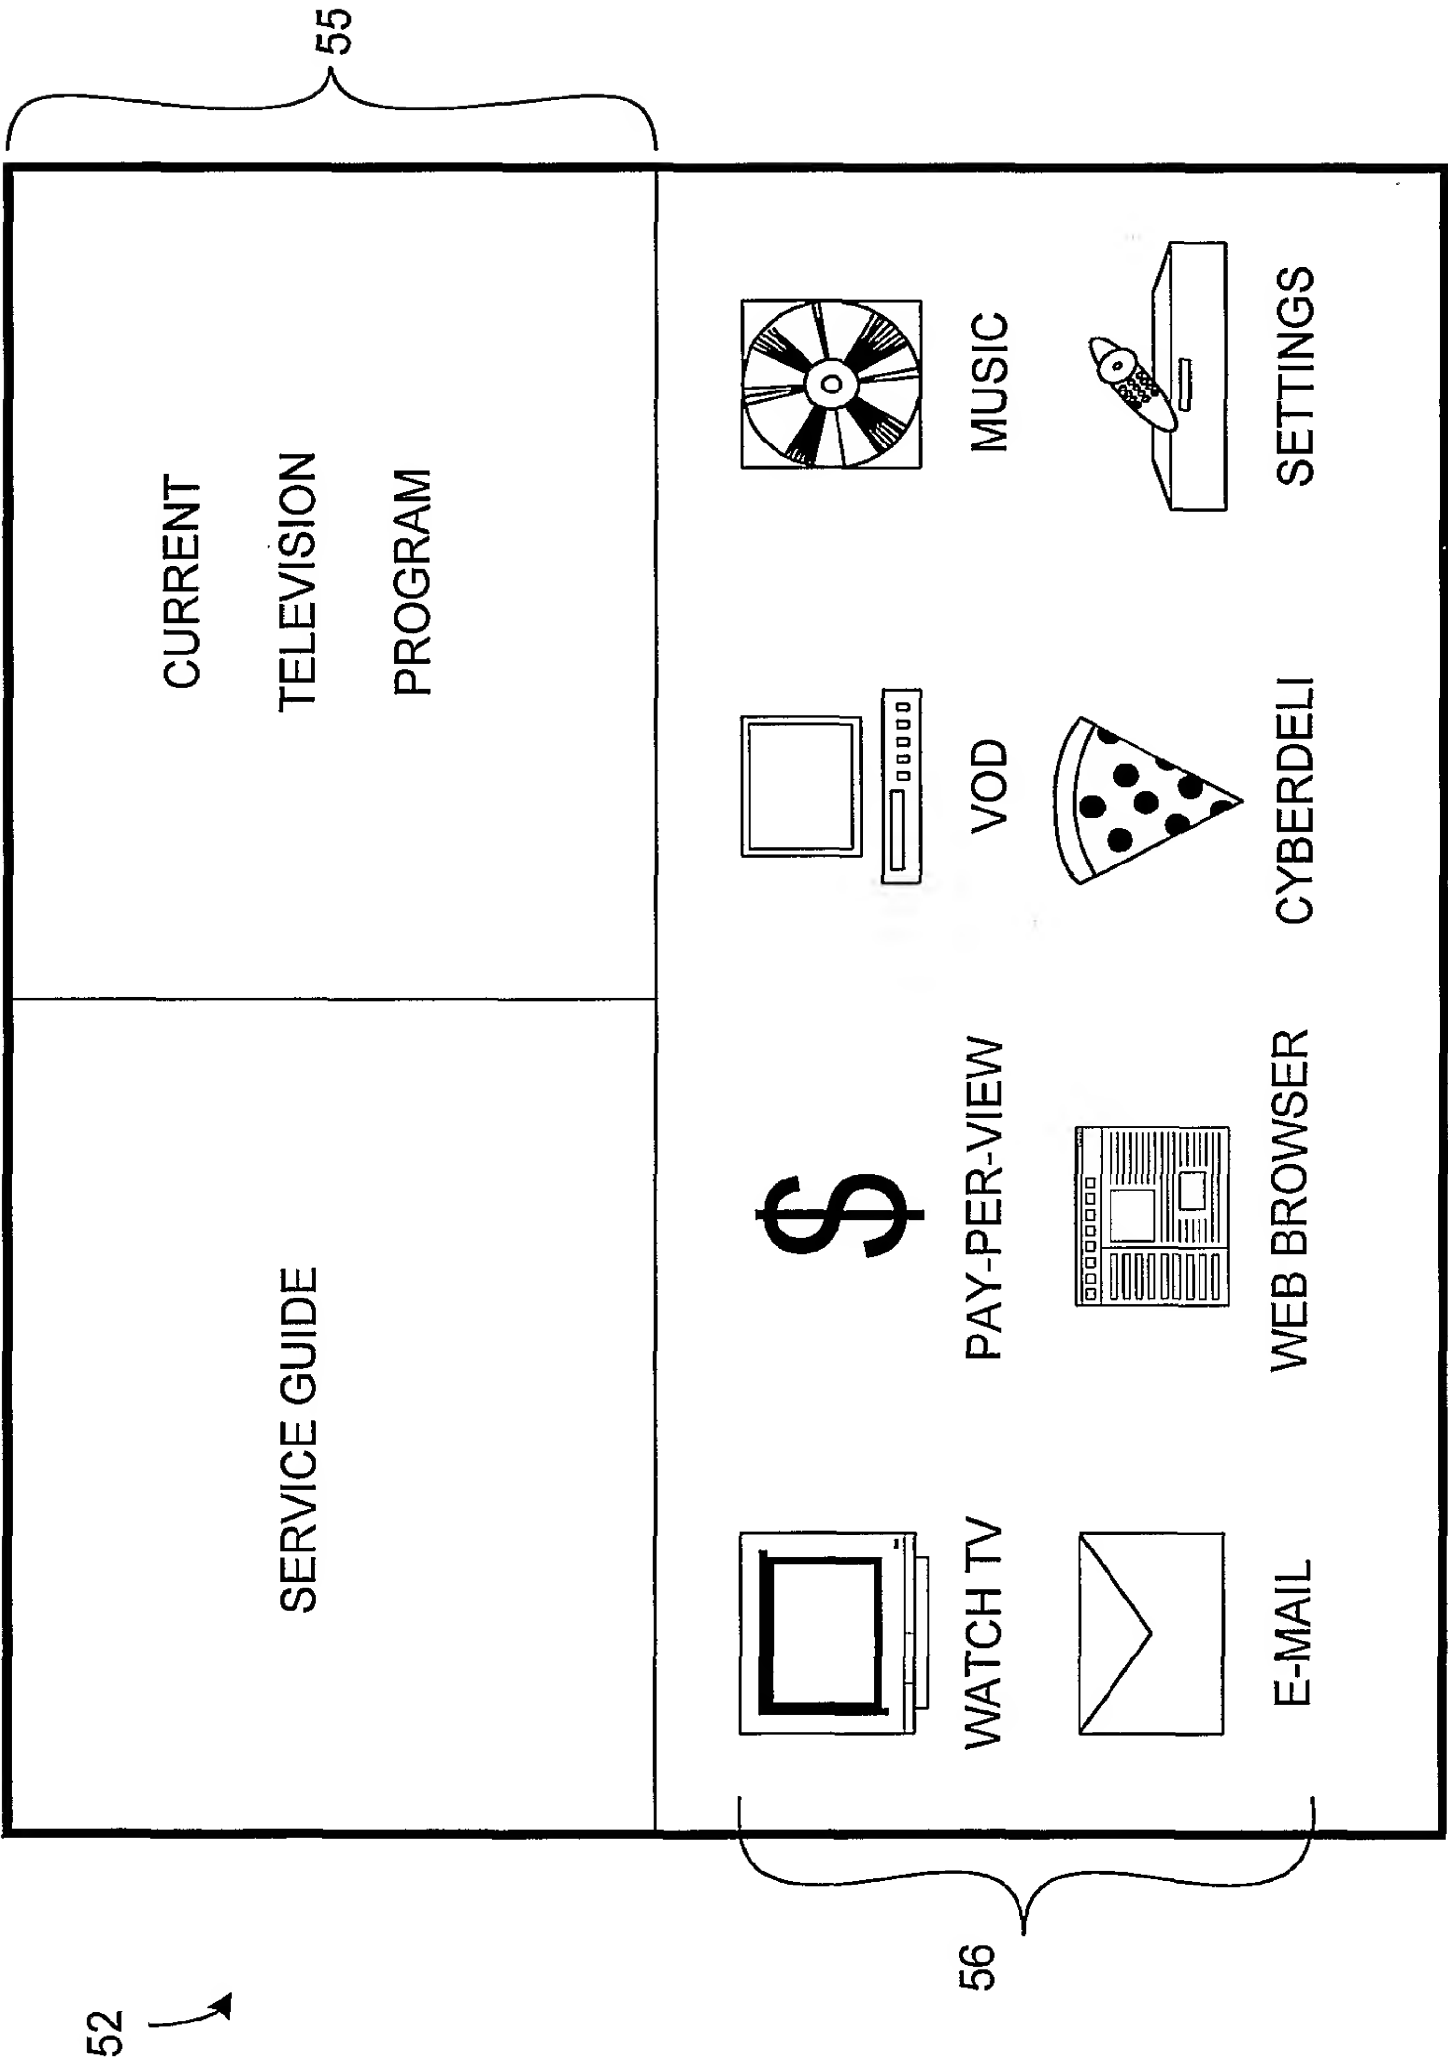 52
55
SERVICE GUIDE
CURRENT
TELEVISION
PROGRAM
56
WATCH TV
PAY-PER-VIEW
VOD
MUSIC
E-MAIL
WEB BROWSER
CYBERDELI
SETTINGS